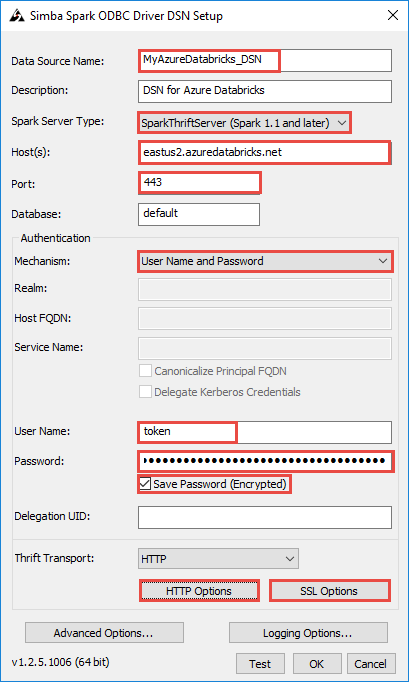 Simba Spark ODBC Driver DSN Setup
Data Source Name: MyAzureDatabricks_DSN
Description: DSN for Azure Databricks
Spark Server Type: SparkThriftServer (Spark 1.1 and later)
Host(s): eastus2.azuredatabricks.net
Port: 443
Database: default
Authentication
Mechanism: User Name and Password
Realm:
Host FQDN:
Service Name:
Canonicalize Principal FQDN
Delegate Kerberos Credentials
User Name: token
Password:
Save Password (Encrypted)
Delegation UID:
Thrift Transport: HTTP
HTTP Options SSL Options
Advanced Options... Logging Options...
v1.2.5.1006 (64 bit) Test OK Cancel